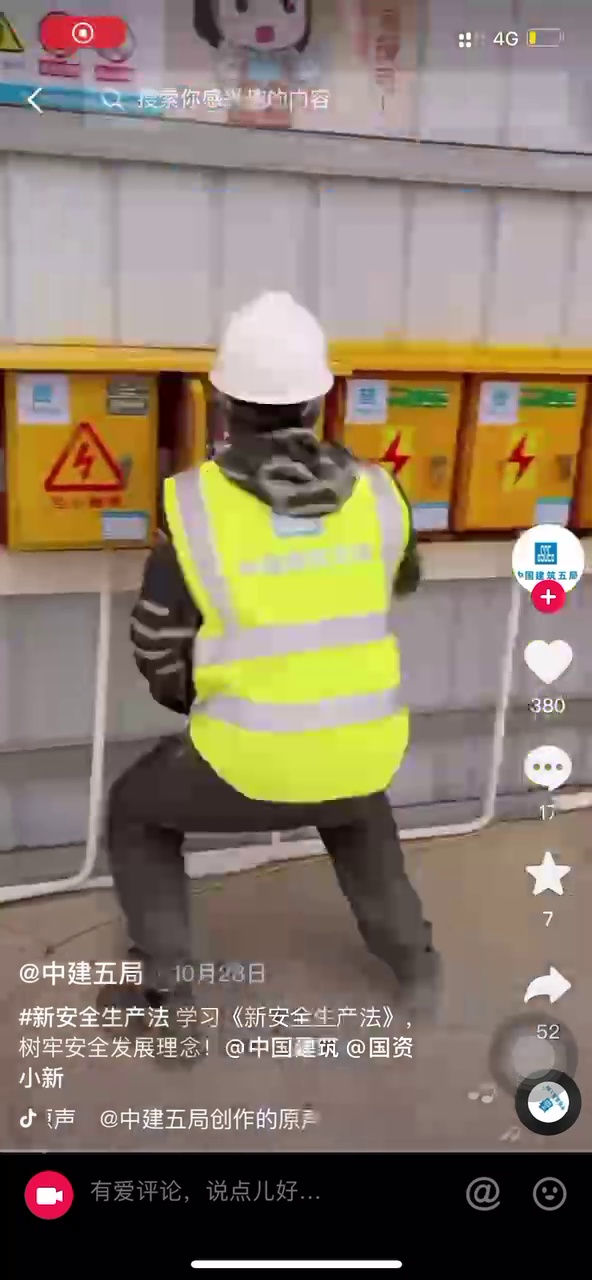 4G
搜索你感兴趣的内容
中国建筑五局
380
17
7
52
@中建五局 · 10月28日
#新安全生产法 学习《新安全生产法》，
树牢安全发展理念！@中国建筑 @国资
小新
原声 @中建五局创作的原声
有爱评论，说点儿好...